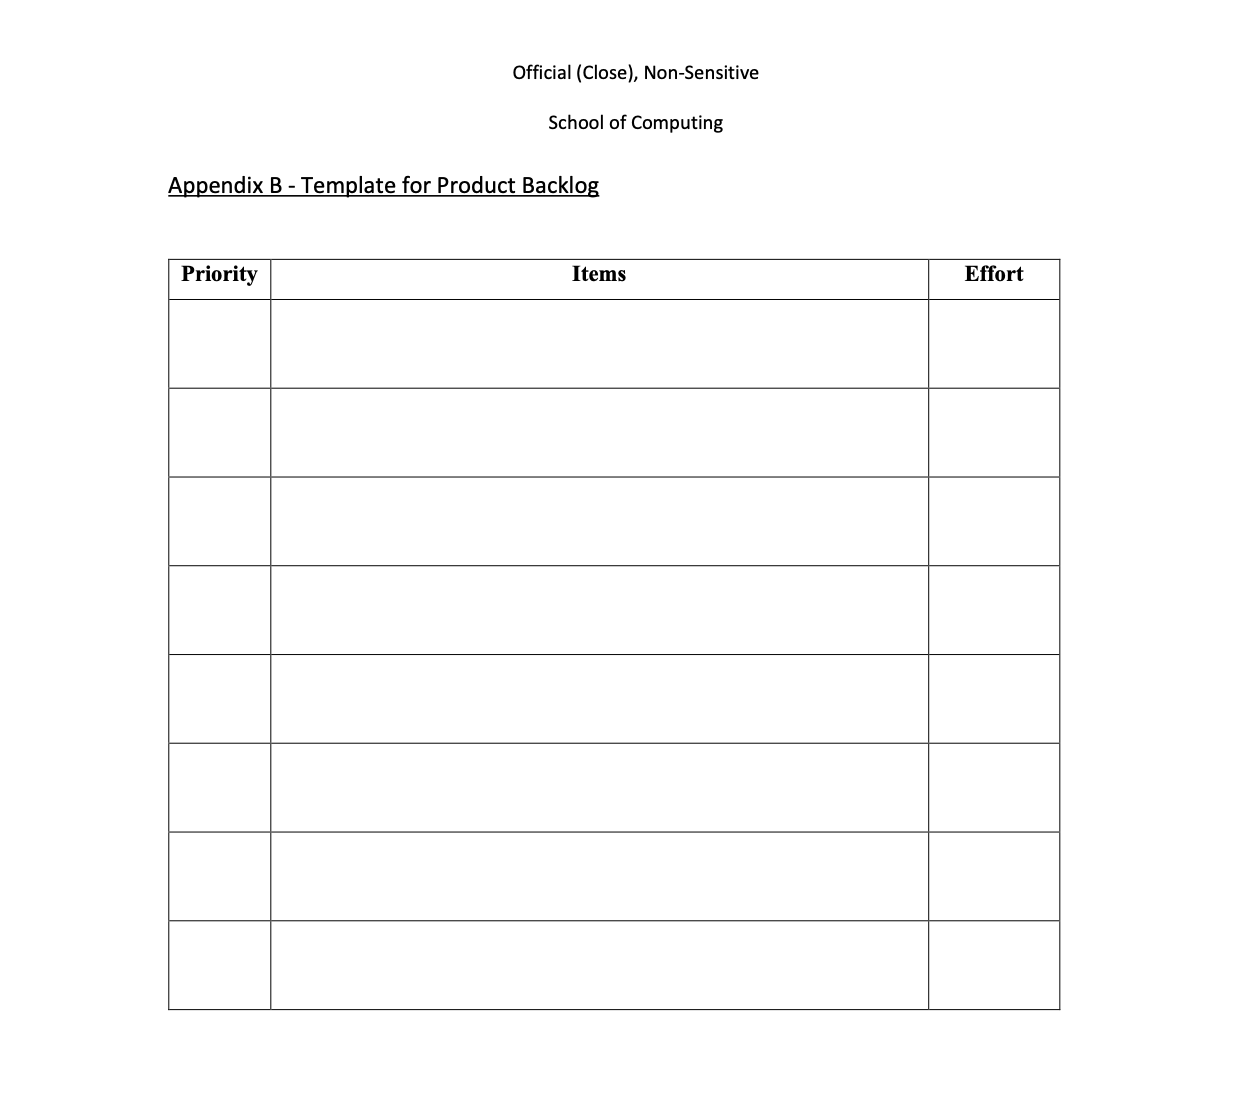 Official (Close), Non-Sensitive
School of Computing
Appendix B - Template for Product Backlog
Priority Items Effort